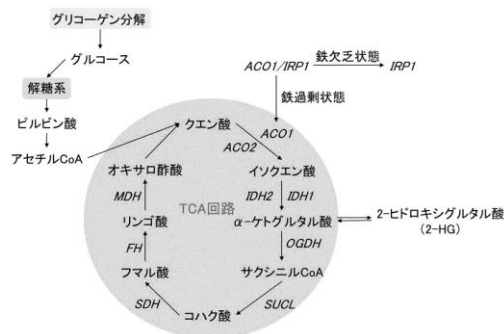 グリコーゲン分解
グルコース
解糖系
ピルビン酸
アセチルCoA
ACO1/IRP1
鉄欠乏状態
IRP1
鉄過剰状態
クエン酸
ACO1
ACO2
オキサロ酢酸
イソクエン酸
MDH
IDH2
IDH1
TCA回路
リンゴ酸
α-ケトグルタル酸
2-ヒドロキシグルタル酸
(2-HG)
FH
OGDH
フマル酸
サクシニルCoA
SDH
SUCL
コハク酸